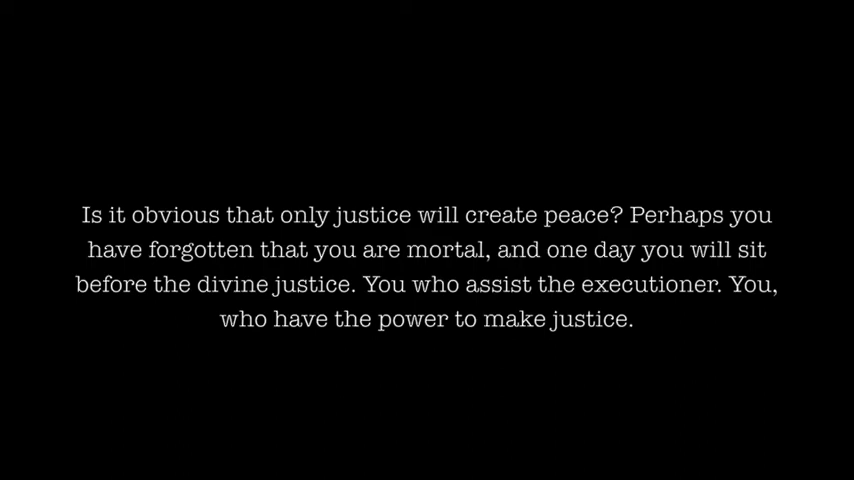 Is it obvious that only justice will create peace? Perhaps you
have forgotten that you are mortal, and one day you will sit
before the divine justice. You who assist the executioner. You,
who have the power to make justice.